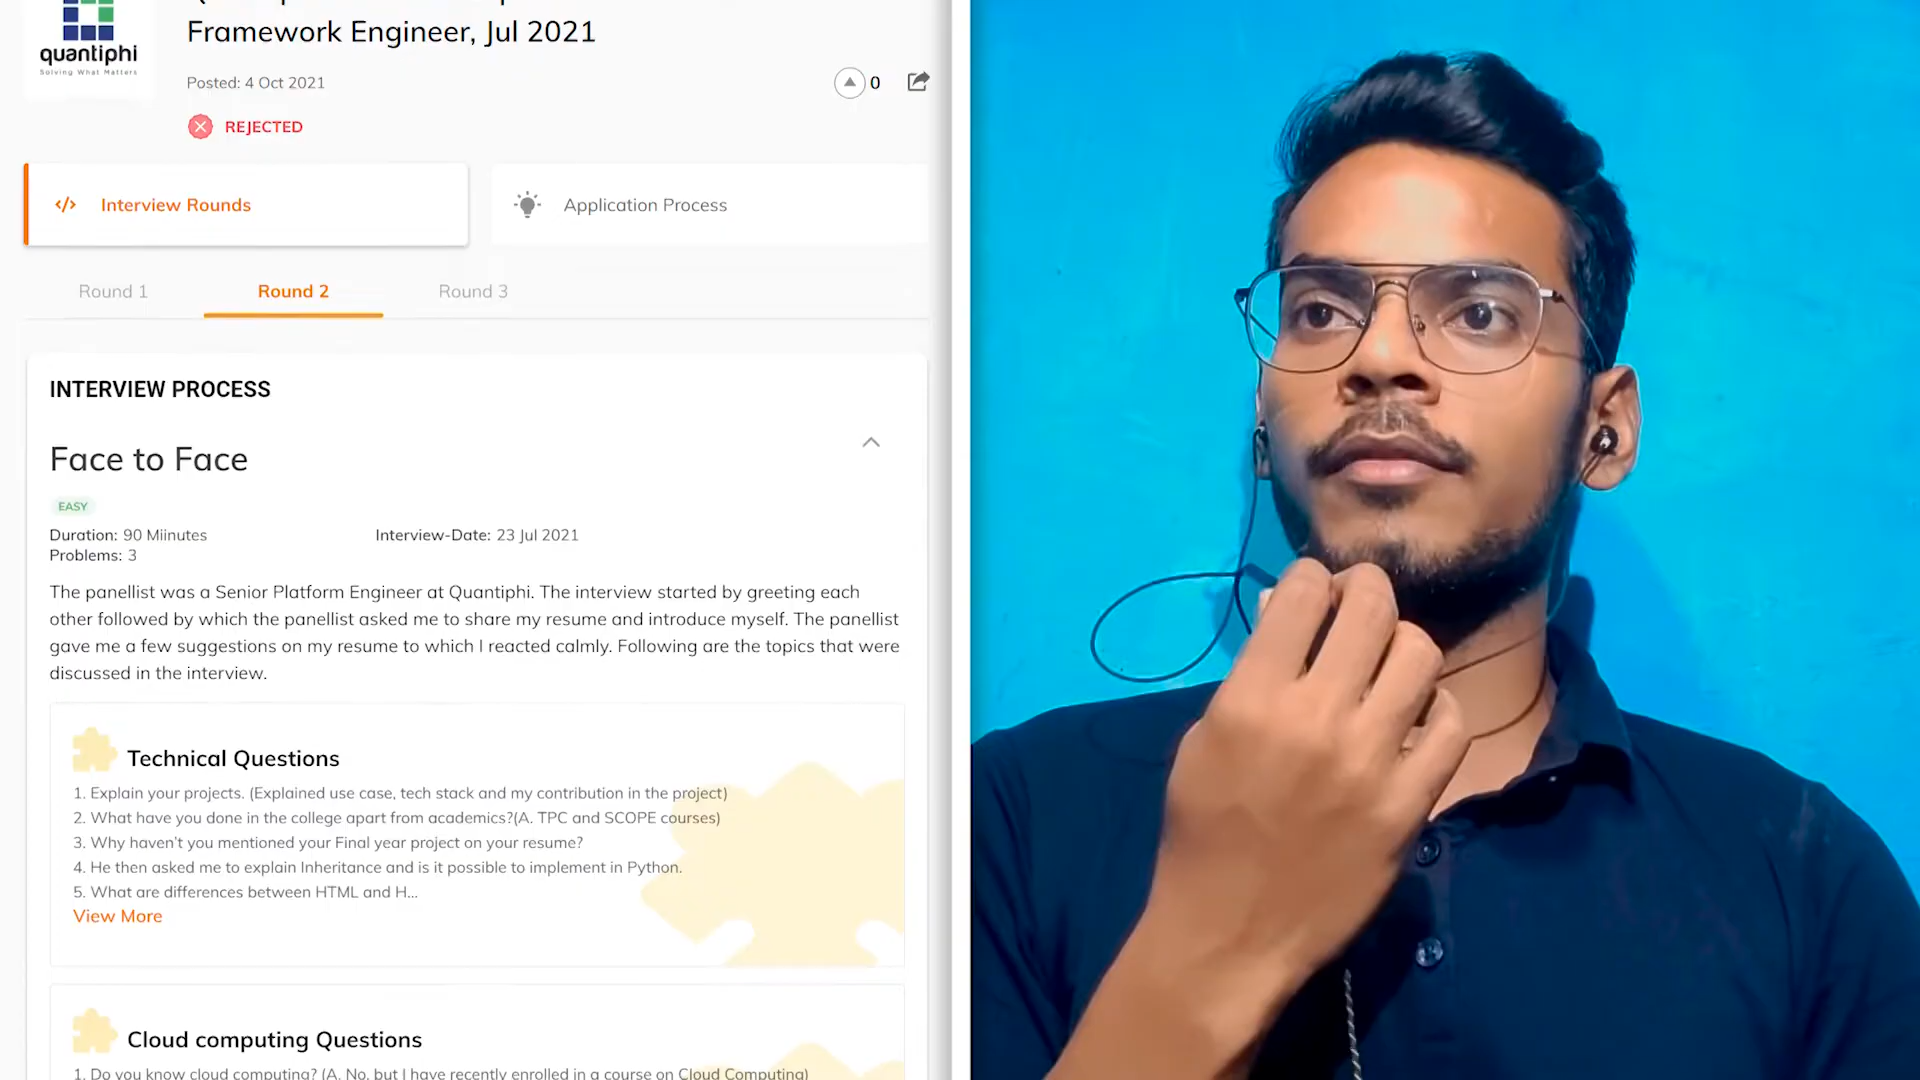 quantiphi
Solving What Matters
Framework Engineer, Jul 2021
Posted: 4 Oct 2021
0
REJECTED
Interview Rounds
Application Process
Round 1
Round 2
Round 3
INTERVIEW PROCESS
Face to Face
EASY
Duration: 90 Miinutes
Interview-Date: 23 Jul 2021
Problems: 3
The panellist was a Senior Platform Engineer at Quantiphi. The interview started by greeting each
other followed by which the panellist asked me to share my resume and introduce myself. The panellist
gave me a few suggestions on my resume to which I reacted calmly. Following are the topics that were
discussed in the interview.
Technical Questions
1. Explain your projects. (Explained use case, tech stack and my contribution in the project)
2. What have you done in the college apart from academics?(A. TPC and SCOPE courses)
3. Why haven't you mentioned your Final year project on your resume?
4. He then asked me to explain Inheritance and is it possible to implement in Python.
5. What are differences between HTML and H...
View More
Cloud computing Questions
1. Do you know cloud computing? (A. No, but I have recently enrolled in a course on Cloud Computing)